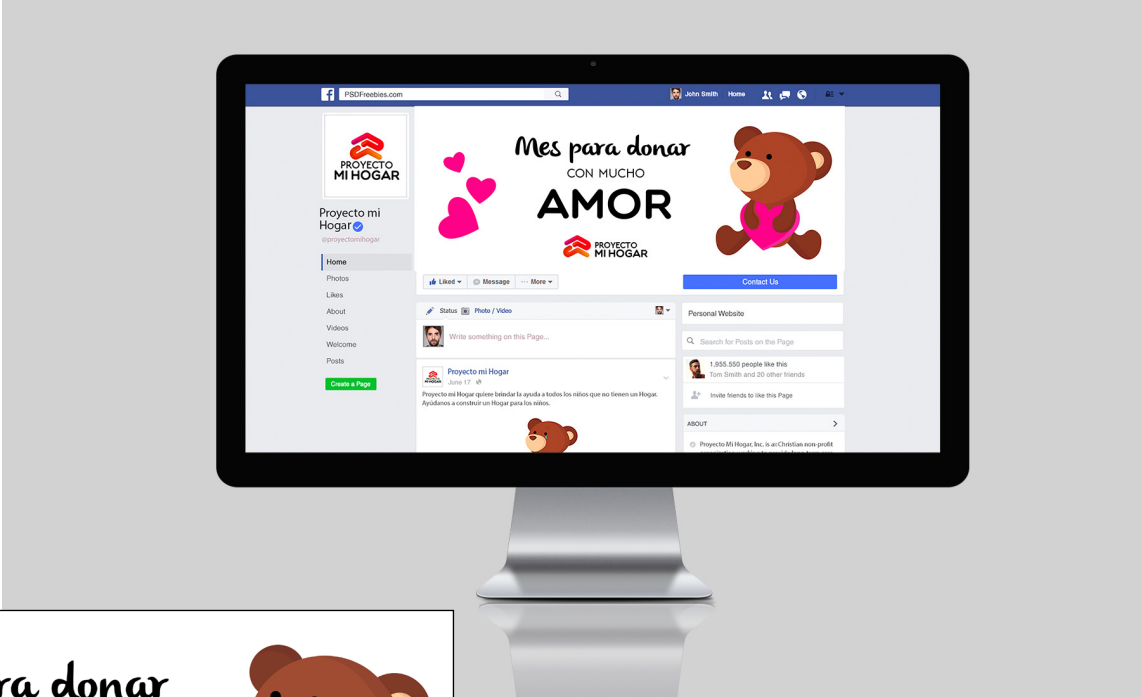 PSDFreebies.com
John Smith Home
PROYECTO
MI HOGAR
Proyecto mi
Hogar
@proyectomihogar
Home
Photos
Likes
About
Videos
Welcome
Posts
Create a Page
Mes para donar
CON MUCHO
AMOR
PROYECTO
MI HOGAR
Liked Message ... More
Contact Us
Status Photo / Video
Write something on this Page...
Proyecto mi Hogar
June 17
Proyecto mi Hogar quiere brindar la ayuda a todos los niños que no tienen un Hogar.
Ayúdanos a construir un Hogar para los niños.
Personal Website
Search for Posts on the Page
1,955.550 people like this
Tom Smith and 20 other friends
Invite friends to like this Page
ABOUT
Proyecto Mi Hogar, Inc. is a Christian non-profit
ra donar